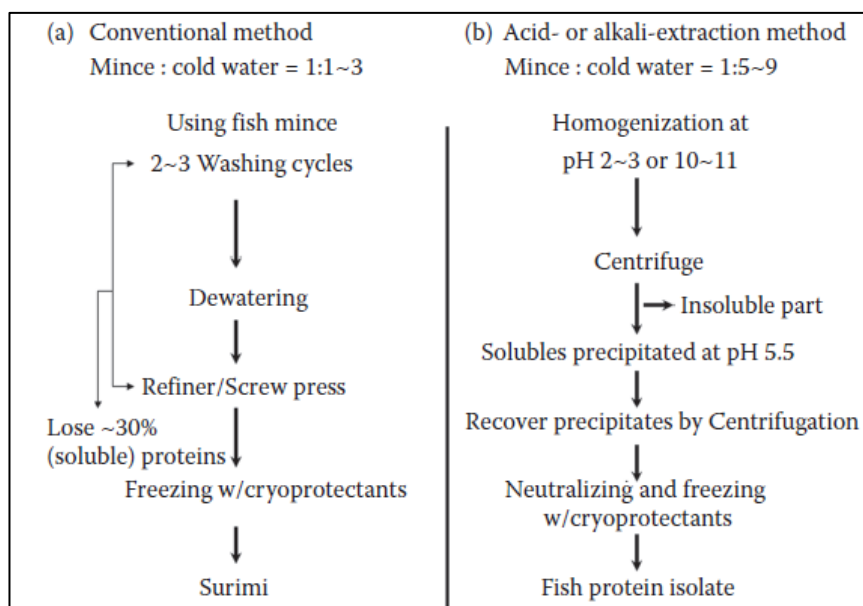 (a) Conventional method
Mince : cold water = 1:1~3
Using fish mince
2~3 Washing cycles
Dewatering
Refiner/Screw press
Lose ~30%
(soluble) proteins
Freezing w/cryoprotectants
Surimi
(b) Acid- or alkali-extraction method
Mince : cold water = 1:5~9
Homogenization at
pH 2~3 or 10~11
Centrifuge
Insoluble part
Solubles precipitated at pH 5.5
Recover precipitates by Centrifugation
Neutralizing and freezing
w/cryoprotectants
Fish protein isolate